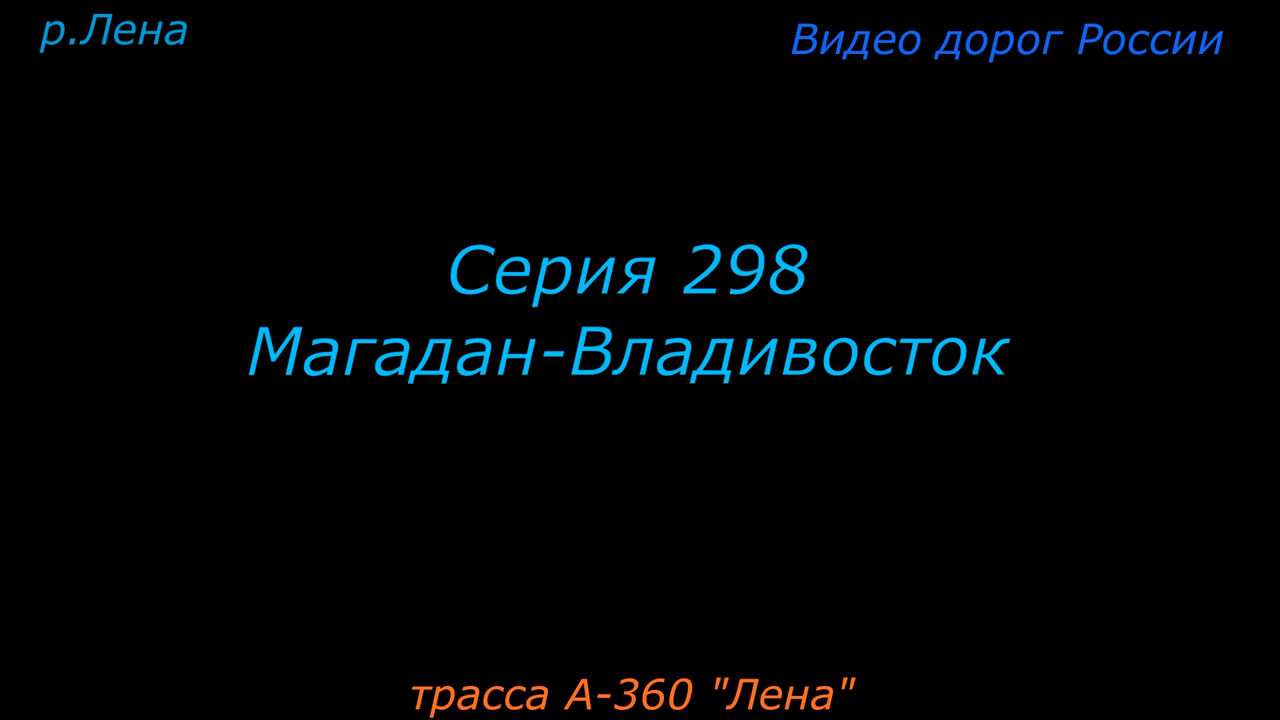 р.Лена
Видео дорог России
Серия 298
Магадан-Владивосток
трасса А-360 "Лена"